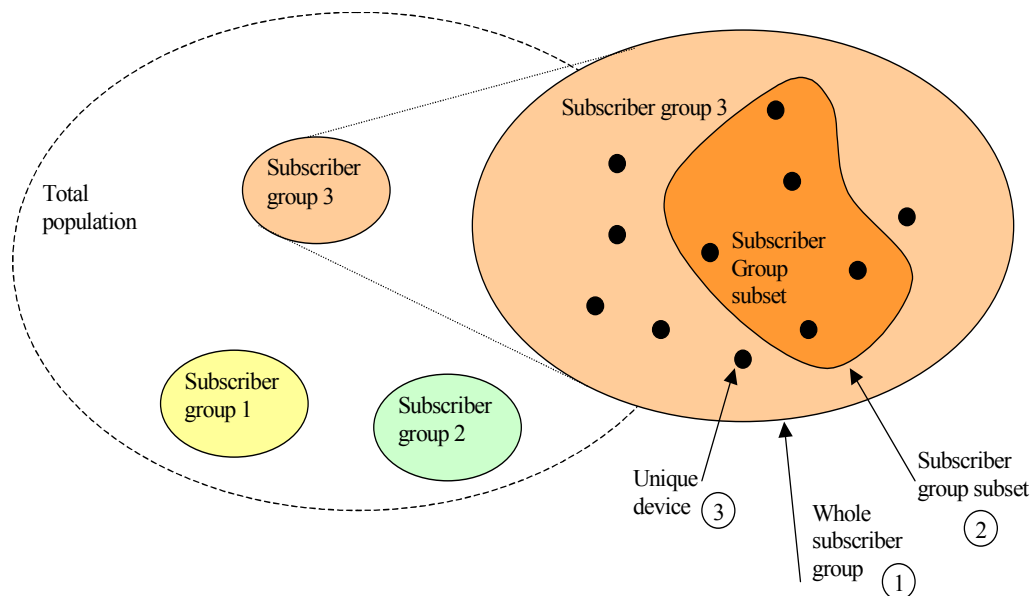 Total
population
Subscriber
group 3
Subscriber
group 1
Subscriber
group 2
Subscriber group 3
Subscriber
Group
subset
Unique
device 3
Whole
subscriber
group 1
Subscriber
group subset
2